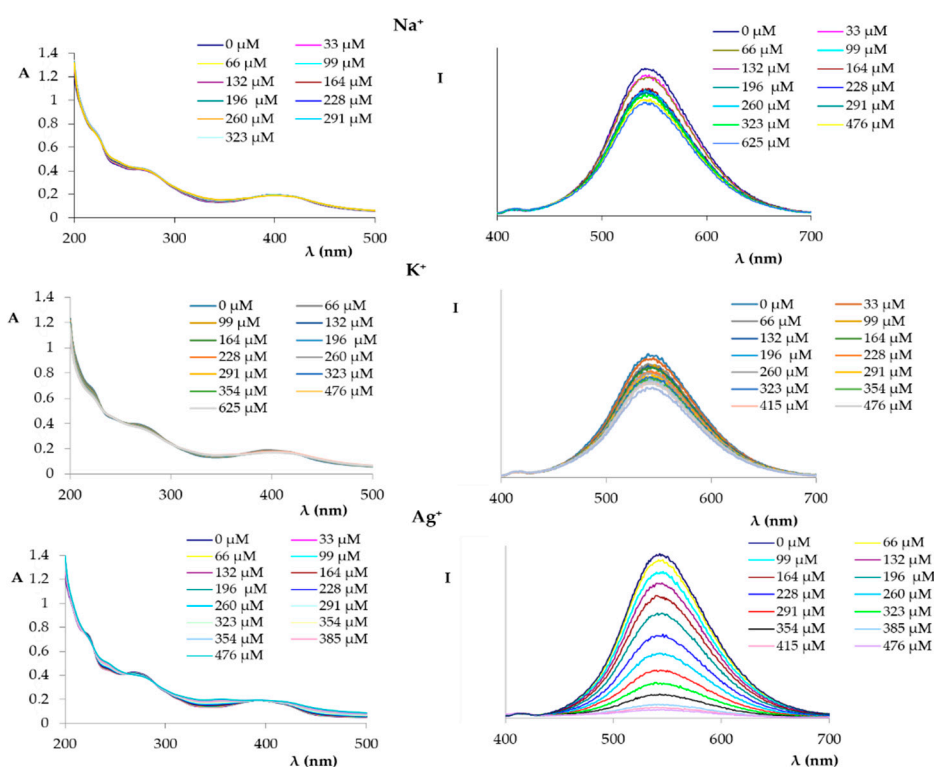 Na⁺
A
1.4
1.2
1
0.8
0.6
0.4
0.2
0
200 300 400 500
λ (nm)
0 μM 33 μM
66 μM 99 μM
132 μM 164 μM
196 μM 228 μM
260 μM 291 μM
323 μM
I
400 500 600 700
λ (nm)
0 μM 33 μM
66 μM 99 μM
132 μM 164 μM
196 μM 228 μM
260 μM 291 μM
323 μM 476 μM
625 μM
K⁺
A
1.4
1.2
1
0.8
0.6
0.4
0.2
0
200 300 400 500
λ (nm)
0 μM 66 μM
99 μM 132 μM
164 μM 196 μM
228 μM 260 μM
291 μM 323 μM
354 μM 476 μM
625 μM
I
400 500 600 700
λ (nm)
0 μM 33 μM
66 μM 99 μM
132 μM 164 μM
196 μM 228 μM
260 μM 291 μM
323 μM 354 μM
415 μM 476 μM
Ag⁺
A
1.4
1.2
1
0.8
0.6
0.4
0.2
0
200 300 400 500
λ (nm)
0 μM 33 μM
66 μM 99 μM
132 μM 164 μM
196 μM 228 μM
260 μM 291 μM
323 μM 354 μM
354 μM 385 μM
476 μM
I
400 500 600 700
λ (nm)
0 μM 66 μM
99 μM 132 μM
164 μM 196 μM
228 μM 260 μM
291 μM 323 μM
354 μM 385 μM
415 μM 476 μM